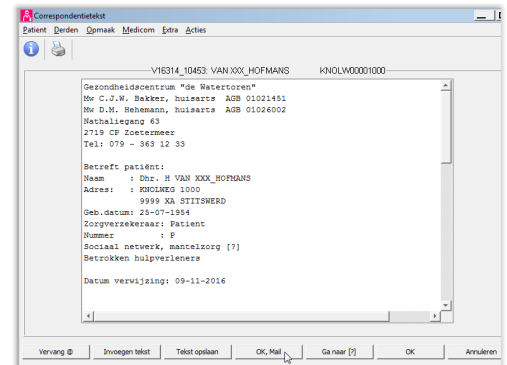 Correspondentietekst
Patient Derden Opmaak Medicom Extra Acties
V16314_10453: VAN XXX_HOFMANS KNOLW00001000
Gezondheidscentrum "de Watertoren"
Mw C.J.W. Bakker, huisarts AGB 01021451
Mw D.M. Hehemann, huisarts AGB 01026002
Nathaliegang 63
2719 CP Zoetermeer
Tel: 079 - 363 12 33
Betreft patiënt:
Naam : Dhr. H VAN XXX_HOFMANS
Adres: : KNOLWEG 1000
9999 XA STITSWERD
Geb.datum: 25-07-1954
Zorgverzekeraar: Patient
Nummer : P
Sociaal netwerk, mantelzorg [?]
Betrokken hulpverleners
Datum verwijzing: 09-11-2016
Vervang @ Invoegen tekst Tekst opslaan OK, Mail Ga naar [?] OK Annuleren